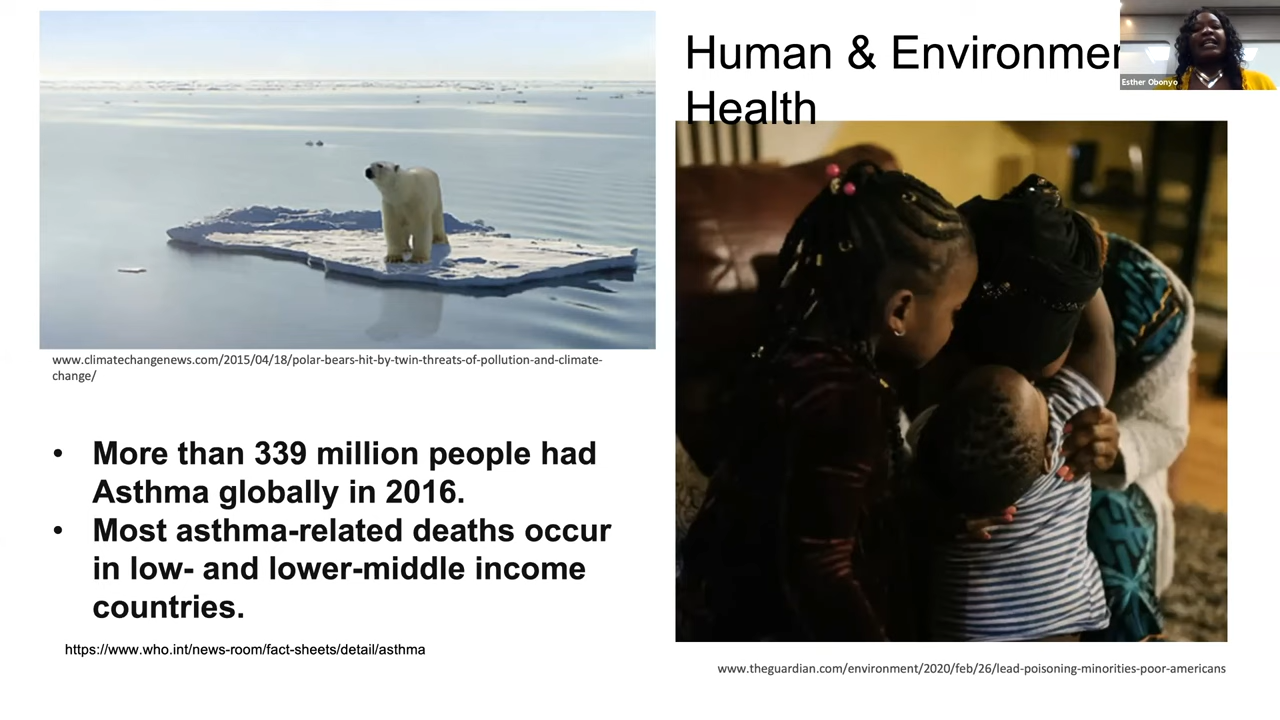 Human & Environmen
Health
Esther Obonyo
www.climatechangenews.com/2015/04/18/polar-bears-hit-by-twin-threats-of-pollution-and-climate-
change/
• More than 339 million people had
Asthma globally in 2016.
• Most asthma-related deaths occur
in low- and lower-middle income
countries.
https://www.who.int/news-room/fact-sheets/detail/asthma
www.theguardian.com/environment/2020/feb/26/lead-poisoning-minorities-poor-americans